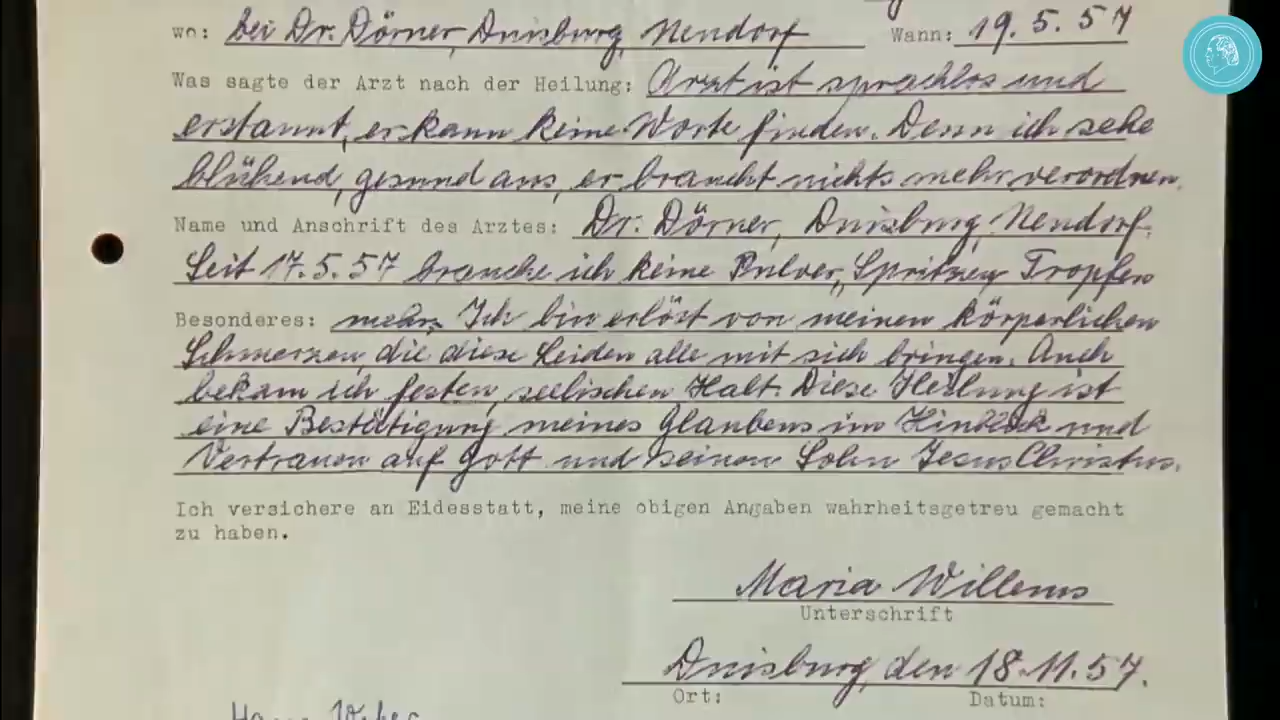 wo: bei Dr. Dörner, Duisburg, Neudorf Wann: 19.5.57
Was sagte der Arzt nach der Heilung: Arzt ist sprachlos und
erstaunt, er kann keine Worte finden. Denn ich sehe
blühend, gesund aus, er braucht nichts mehr verordnen.
Name und Anschrift des Arztes: Dr. Dörner, Duisburg, Neudorf.
Seit 17.5.57 brauche ich keine Pulver, Spritzen Tropfen
Besonderes: mehr. Ich bin erlöst von meinen körperlichen
Schmerzen, die diese Leiden alle mit sich bringen. Auch
bekam ich festen, seelischen Halt. Diese Heilung ist
eine Bestätigung meines Glaubens im Hinblick und
Vertrauen auf Gott und seinen Sohn Jesus Christus.
Ich versichere an Eidesstatt, meine obigen Angaben wahrheitsgetreu gemacht
zu haben.
Maria Willems
Unterschrift
Duisburg, den 18.11.57.
Ort: Datum: